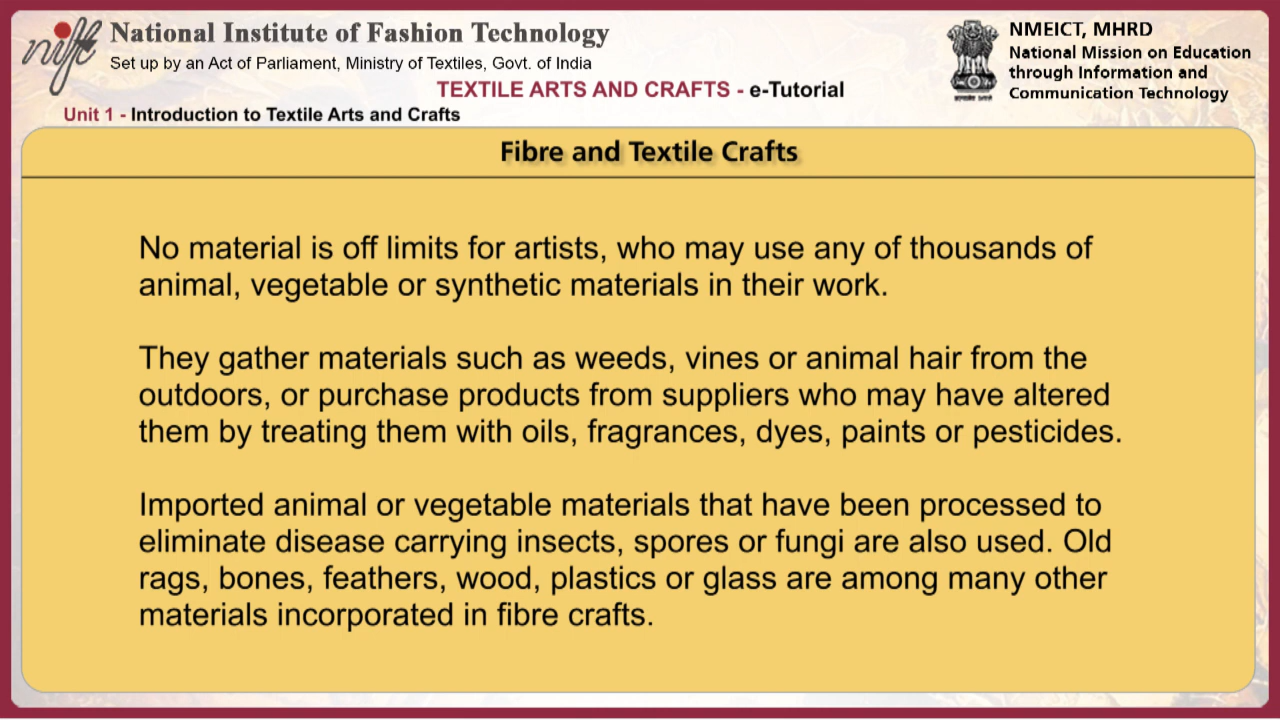 nift
National Institute of Fashion Technology
Set up by an Act of Parliament, Ministry of Textiles, Govt. of India
NMEICT, MHRD
National Mission on Education
through Information and
Communication Technology
TEXTILE ARTS AND CRAFTS - e-Tutorial
Unit 1 - Introduction to Textile Arts and Crafts
Fibre and Textile Crafts
No material is off limits for artists, who may use any of thousands of
animal, vegetable or synthetic materials in their work.
They gather materials such as weeds, vines or animal hair from the
outdoors, or purchase products from suppliers who may have altered
them by treating them with oils, fragrances, dyes, paints or pesticides.
Imported animal or vegetable materials that have been processed to
eliminate disease carrying insects, spores or fungi are also used. Old
rags, bones, feathers, wood, plastics or glass are among many other
materials incorporated in fibre crafts.